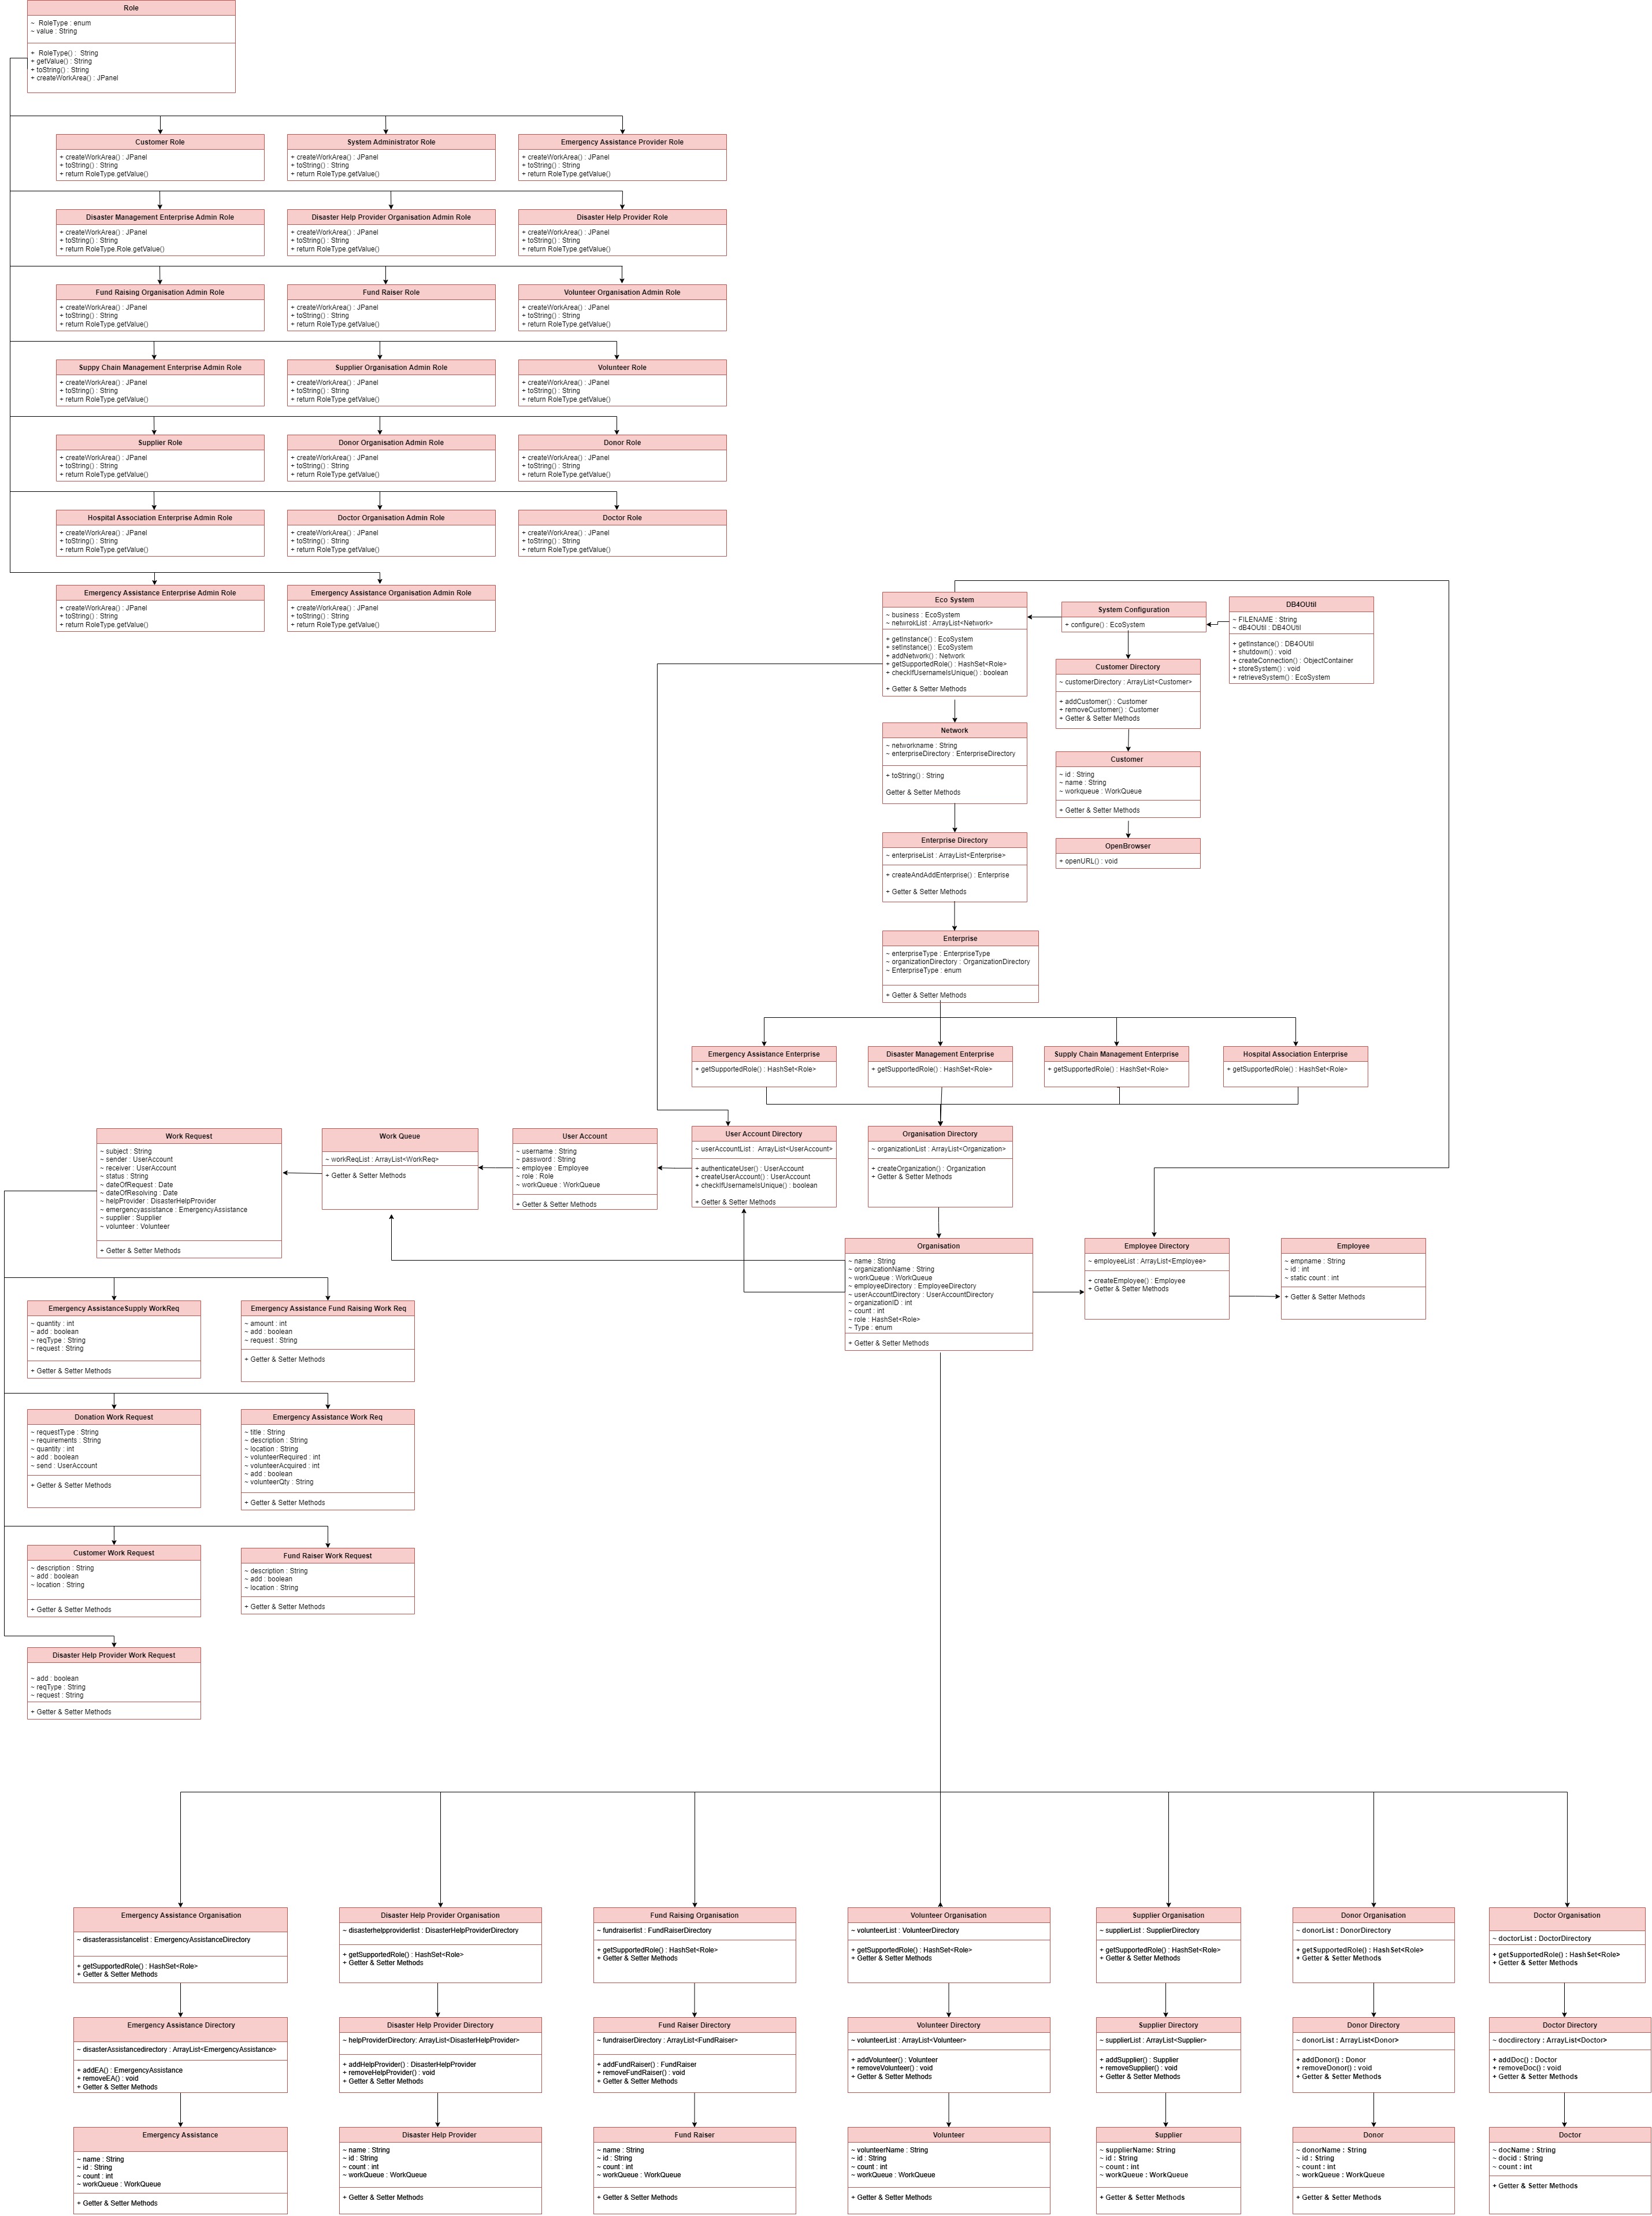 Role
~  RoleType : enum
~ value : String
+  RoleType() :  String
+ getValue() : String
+ toString() : String
+ createWorkArea() : JPanel
Customer Role
+ createWorkArea() : JPanel
+ toString() : String
+ return RoleType.getValue()
System Administrator Role
+ createWorkArea() : JPanel
+ toString() : String
+ return RoleType.getValue()
Emergency Assistance Provider Role
+ createWorkArea() : JPanel
+ toString() : String
+ return RoleType.getValue()
Disaster Management Enterprise Admin Role
+ createWorkArea() : JPanel
+ toString() : String
+ return RoleType.Role.getValue()
Disaster Help Provider Organisation Admin Role
+ createWorkArea() : JPanel
+ toString() : String
+ return RoleType.getValue()
Disaster Help Provider Role
+ createWorkArea() : JPanel
+ toString() : String
+ return RoleType.getValue()
Fund Raising Organisation Admin Role
+ createWorkArea() : JPanel
+ toString() : String
+ return RoleType.getValue()
Fund Raiser Role
+ createWorkArea() : JPanel
+ toString() : String
+ return RoleType.getValue()
Volunteer Organisation Admin Role
+ createWorkArea() : JPanel
+ toString() : String
+ return RoleType.getValue()
Suppy Chain Management Enterprise Admin Role
+ createWorkArea() : JPanel
+ toString() : String
+ return RoleType.getValue()
Supplier Organisation Admin Role
+ createWorkArea() : JPanel
+ toString() : String
+ return RoleType.getValue()
Volunteer Role
+ createWorkArea() : JPanel
+ toString() : String
+ return RoleType.getValue()
Supplier Role
+ createWorkArea() : JPanel
+ toString() : String
+ return RoleType.getValue()
Donor Organisation Admin Role
+ createWorkArea() : JPanel
+ toString() : String
+ return RoleType.getValue()
Donor Role
+ createWorkArea() : JPanel
+ toString() : String
+ return RoleType.getValue()
Hospital Association Enterprise Admin Role
+ createWorkArea() : JPanel
+ toString() : String
+ return RoleType.getValue()
Doctor Organisation Admin Role
+ createWorkArea() : JPanel
+ toString() : String
+ return RoleType.getValue()
Doctor Role
+ createWorkArea() : JPanel
+ toString() : String
+ return RoleType.getValue()
Emergency Assistance Enterprise Admin Role
+ createWorkArea() : JPanel
+ toString() : String
+ return RoleType.getValue()
Emergency Assistance Organisation Admin Role
+ createWorkArea() : JPanel
+ toString() : String
+ return RoleType.getValue()
Eco System
~ business : EcoSystem
~ netwrokList : ArrayList<Network>
+ getInstance() : EcoSystem
+ setInstance() : EcoSystem
+ addNetwork() : Network
+ getSupportedRole() : HashSet<Role>
+ checkIfUsernameIsUnique() : boolean
+ Getter & Setter Methods
System Configuration
+ configure() : EcoSystem
DB4OUtil
~ FILENAME : String
~ dB4OUtil : DB4OUtil
+ getInstance() : DB4OUtil
+ shutdown() : void
+ createConnection() : ObjectContainer
+ storeSystem() : void
+ retrieveSystem() : EcoSystem
Customer Directory
~ customerDirectory : ArrayList<Customer>
+ addCustomer() : Customer
+ removeCustomer() : Customer
+ Getter & Setter Methods
Network
~ networkname : String
~ enterpriseDirectory : EnterpriseDirectory
+ toString() : String
Getter & Setter Methods
Customer
~ id : String
~ name : String
~ workqueue : WorkQueue
+ Getter & Setter Methods
Enterprise Directory
~ enterpriseList : ArrayList<Enterprise>
+ createAndAddEnterprise() : Enterprise
+ Getter & Setter Methods
OpenBrowser
+ openURL() : void
Enterprise
~ enterpriseType : EnterpriseType
~ organizationDirectory : OrganizationDirectory
~ EnterpriseType : enum
+ Getter & Setter Methods
Emergency Assistance Enterprise
+ getSupportedRole() : HashSet<Role>
Disaster Management Enterprise
+ getSupportedRole() : HashSet<Role>
Supply Chain Management Enterprise
+ getSupportedRole() : HashSet<Role>
Hospital Association Enterprise
+ getSupportedRole() : HashSet<Role>
Work Request
~ subject : String
~ sender : UserAccount
~ receiver : UserAccount
~ status : String
~ dateOfRequest : Date
~ dateOfResolving : Date
~ helpProvider : DisasterHelpProvider
~ emergencyassistance : EmergencyAssistance
~ supplier : Supplier
~ volunteer : Volunteer
+ Getter & Setter Methods
Work Queue
~ workReqList : ArrayList<WorkReq>
+ Getter & Setter Methods
User Account
~ username : String
~ password : String
~ employee : Employee
~ role : Role
~ workQueue : WorkQueue
+ Getter & Setter Methods
User Account Directory
~ userAccountList :  ArrayList<UserAccount>
+ authenticateUser() : UserAccount
+ createUserAccount() : UserAccount
+ checkIfUsernameIsUnique() : boolean
+ Getter & Setter Methods
Organisation Directory
~ organizationList : ArrayList<Organization>
+ createOrganization() : Organization
+ Getter & Setter Methods
Organisation
~ name : String
~ organizationName : String
~ workQueue : WorkQueue
~ employeeDirectory : EmployeeDirectory
~ userAccountDirectory : UserAccountDirectory
~ organizationID : int
~ count : int
~ role : HashSet<Role>
~ Type : enum
+ Getter & Setter Methods
Employee Directory
~ employeeList : ArrayList<Employee>
+ createEmployee() : Employee
+ Getter & Setter Methods
Employee
~ empname : String
~ id : int
~ static count : int
+ Getter & Setter Methods
Emergency AssistanceSupply WorkReq
~ quantity : int
~ add : boolean
~ reqType : String
~ request : String
+ Getter & Setter Methods
Emergency Assistance Fund Raising Work Req
~ amount : int
~ add : boolean
~ request : String
+ Getter & Setter Methods
Donation Work Request
~ requestType : String
~ requirements : String
~ quantity : int
~ add : boolean
~ send : UserAccount
+ Getter & Setter Methods
Emergency Assistance Work Req
~ title : String
~ description : String
~ location : String
~ volunteerRequired : int
~ volunteerAcquired : int
~ add : boolean
~ volunteerQty : String
+ Getter & Setter Methods
Customer Work Request
~ description : String
~ add : boolean
~ location : String
+ Getter & Setter Methods
Fund Raiser Work Request
~ description : String
~ add : boolean
~ location : String
+ Getter & Setter Methods
Disaster Help Provider Work Request
~ add : boolean
~ reqType : String
~ request : String
+ Getter & Setter Methods
Emergency Assistance Organisation
~ disasterassistancelist : EmergencyAssistanceDirectory
+ getSupportedRole() : HashSet<Role>
+ Getter & Setter Methods
Disaster Help Provider Organisation
~ disasterhelpproviderlist : DisasterHelpProviderDirectory
+ getSupportedRole() : HashSet<Role>
+ Getter & Setter Methods
Fund Raising Organisation
~ fundraiserlist : FundRaiserDirectory
+ getSupportedRole() : HashSet<Role>
+ Getter & Setter Methods
Volunteer Organisation
~ volunteerList : VolunteerDirectory
+ getSupportedRole() : HashSet<Role>
+ Getter & Setter Methods
Supplier Organisation
~ supplierList : SupplierDirectory
+ getSupportedRole() : HashSet<Role>
+ Getter & Setter Methods
Donor Organisation
~ donorList : DonorDirectory
+ getSupportedRole() : HashSet<Role>
+ Getter & Setter Methods
Doctor Organisation
~ doctorList : DoctorDirectory
+ getSupportedRole() : HashSet<Role>
+ Getter & Setter Methods
Emergency Assistance Directory
~ disasterAssistancedirectory : ArrayList<EmergencyAssistance>
+ addEA() : EmergencyAssistance
+ removeEA() : void
+ Getter & Setter Methods
Disaster Help Provider Directory
~ helpProviderDirectory: ArrayList<DisasterHelpProvider>
+ addHelpProvider() : DisasterHelpProvider
+ removeHelpProvider() : void
+ Getter & Setter Methods
Fund Raiser Directory
~ fundraiserDirectory : ArrayList<FundRaiser>
+ addFundRaiser() : FundRaiser
+ removeFundRaiser() : void
+ Getter & Setter Methods
Volunteer Directory
~ volunteerList : ArrayList<Volunteer>
+ addVolunteer() : Volunteer
+ removeVolunteer() : void
+ Getter & Setter Methods
Supplier Directory
~ supplierList : ArrayList<Supplier>
+ addSupplier() : Supplier
+ removeSupplier() : void
+ Getter & Setter Methods
Donor Directory
~ donorList : ArrayList<Donor>
+ addDonor() : Donor
+ removeDonor() : void
+ Getter & Setter Methods
Doctor Directory
~ docdirectory : ArrayList<Doctor>
+ addDoc() : Doctor
+ removeDoc() : void
+ Getter & Setter Methods
Emergency Assistance
~ name : String
~ id : String
~ count : int
~ workQueue : WorkQueue
+ Getter & Setter Methods
Disaster Help Provider
~ name : String
~ id : String
~ count : int
~ workQueue : WorkQueue
+ Getter & Setter Methods
Fund Raiser
~ name : String
~ id : String
~ count : int
~ workQueue : WorkQueue
+ Getter & Setter Methods
Volunteer
~ volunteerName : String
~ id : String
~ count : int
~ workQueue : WorkQueue
+ Getter & Setter Methods
Supplier
~ supplierName: String
~ id : String
~ count : int
~ workQueue : WorkQueue
+ Getter & Setter Methods
Donor
~ donorName : String
~ id : String
~ count : int
~ workQueue : WorkQueue
+ Getter & Setter Methods
Doctor
~ docName : String
~ docid : String
~ count : int
+ Getter & Setter Methods